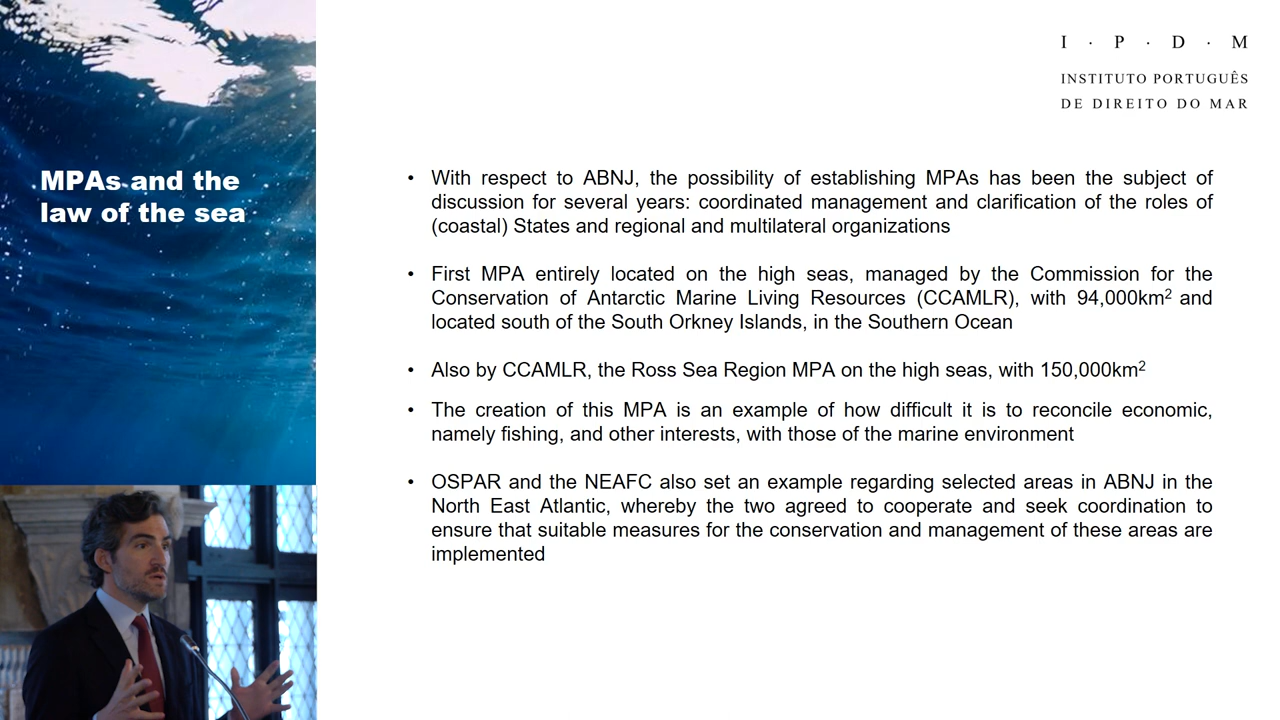 I · P · D · M
INSTITUTO PORTUGUÊS
DE DIREITO DO MAR
MPAs and the
law of the sea
• With respect to ABNJ, the possibility of establishing MPAs has been the subject of
discussion for several years: coordinated management and clarification of the roles of
(coastal) States and regional and multilateral organizations
• First MPA entirely located on the high seas, managed by the Commission for the
Conservation of Antarctic Marine Living Resources (CCAMLR), with 94,000km² and
located south of the South Orkney Islands, in the Southern Ocean
• Also by CCAMLR, the Ross Sea Region MPA on the high seas, with 150,000km²
• The creation of this MPA is an example of how difficult it is to reconcile economic,
namely fishing, and other interests, with those of the marine environment
• OSPAR and the NEAFC also set an example regarding selected areas in ABNJ in the
North East Atlantic, whereby the two agreed to cooperate and seek coordination to
ensure that suitable measures for the conservation and management of these areas are
implemented